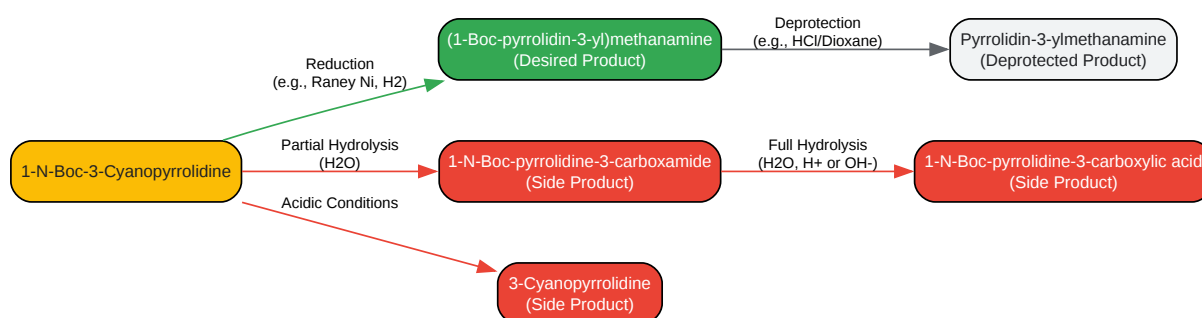 Deprotection
(e.g., HCl/Dioxane)
(1-Boc-pyrrolidin-3-yl)methanamine
(Desired Product)
Pyrrolidin-3-ylmethanamine
(Deprotected Product)
Reduction
(e.g., Raney Ni, H2)
Partial Hydrolysis
(H2O)
Full Hydrolysis
(H2O, H+ or OH-)
1-N-Boc-3-Cyanopyrrolidine
1-N-Boc-pyrrolidine-3-carboxamide
(Side Product)
1-N-Boc-pyrrolidine-3-carboxylic acid
(Side Product)
Acidic Conditions
3-Cyanopyrrolidine
(Side Product)